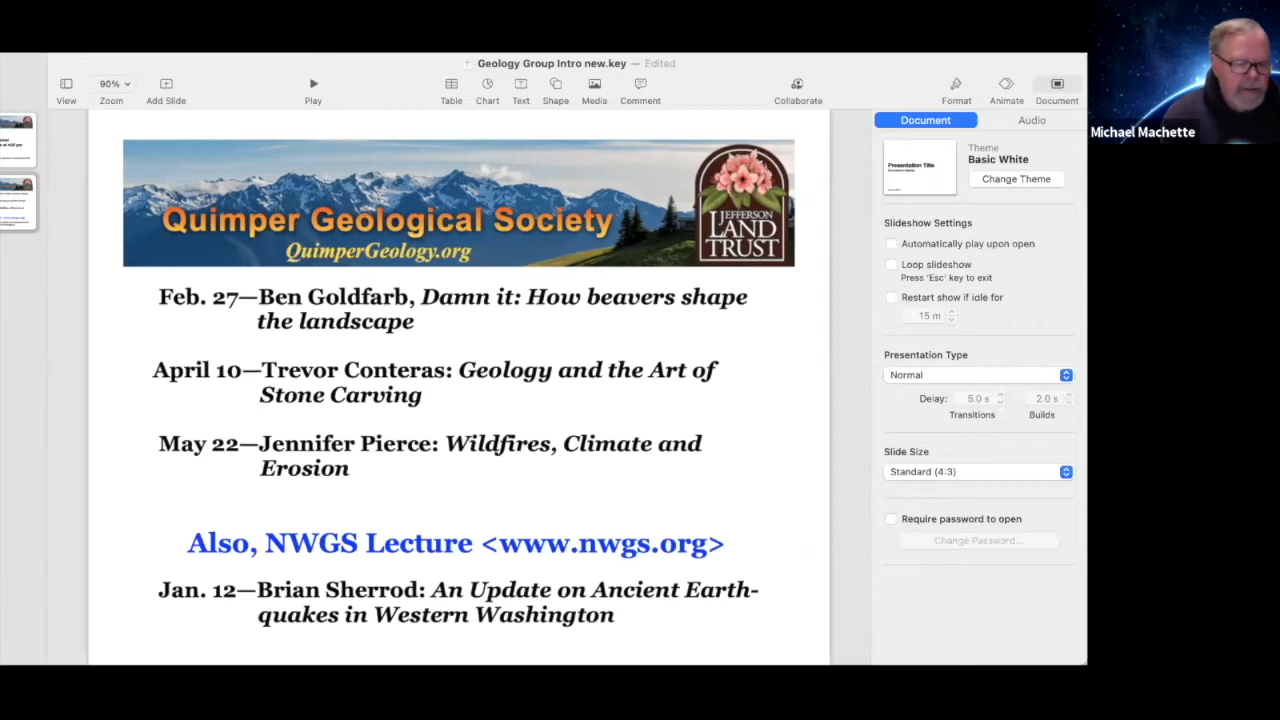 Geology Group Intro new.key — Edited
90%
View Zoom Add Slide Play Table Chart Text Shape Media Comment Collaborate Format Animate Document
Document Audio
Michael Machette
Quimper Geological Society
QuimperGeology.org
JEFFERSON
LAND
TRUST
Feb. 27—Ben Goldfarb, Damn it: How beavers shape
the landscape
April 10—Trevor Conteras: Geology and the Art of
Stone Carving
May 22—Jennifer Pierce: Wildfires, Climate and
Erosion
Also, NWGS Lecture <www.nwgs.org>
Jan. 12—Brian Sherrod: An Update on Ancient Earth-
quakes in Western Washington
Presentation Title
Theme
Basic White
Change Theme
Slideshow Settings
Automatically play upon open
Loop slideshow
Press 'Esc' key to exit
Restart show if idle for
15 m
Presentation Type
Normal
Delay: 5.0 s 2.0 s
Transitions Builds
Slide Size
Standard (4:3)
Require password to open
Change Password...